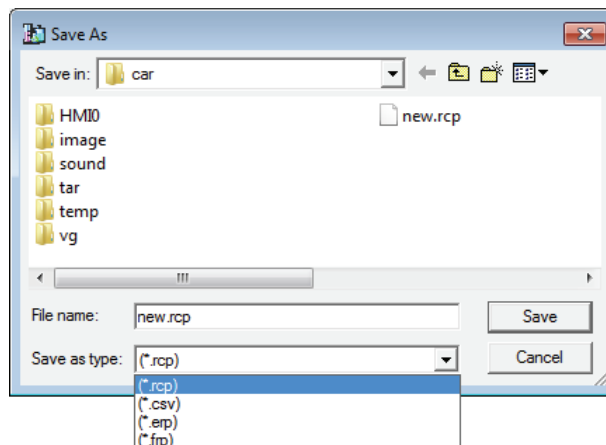 Save As
Save in: car
HMI0 new.rcp
image
sound
tar
temp
vg
File name: new.rcp Save
Save as type: (*.rcp) Cancel
(*.rcp)
(*.csv)
(*.erp)
(*.frp)